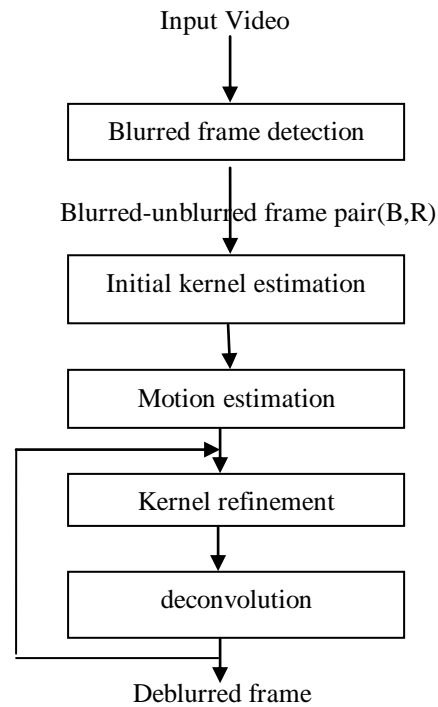 Input Video
Blurred frame detection
Blurred-unblurred frame pair(B,R)
Initial kernel estimation
Motion estimation
Kernel refinement
deconvolution
Deblurred frame